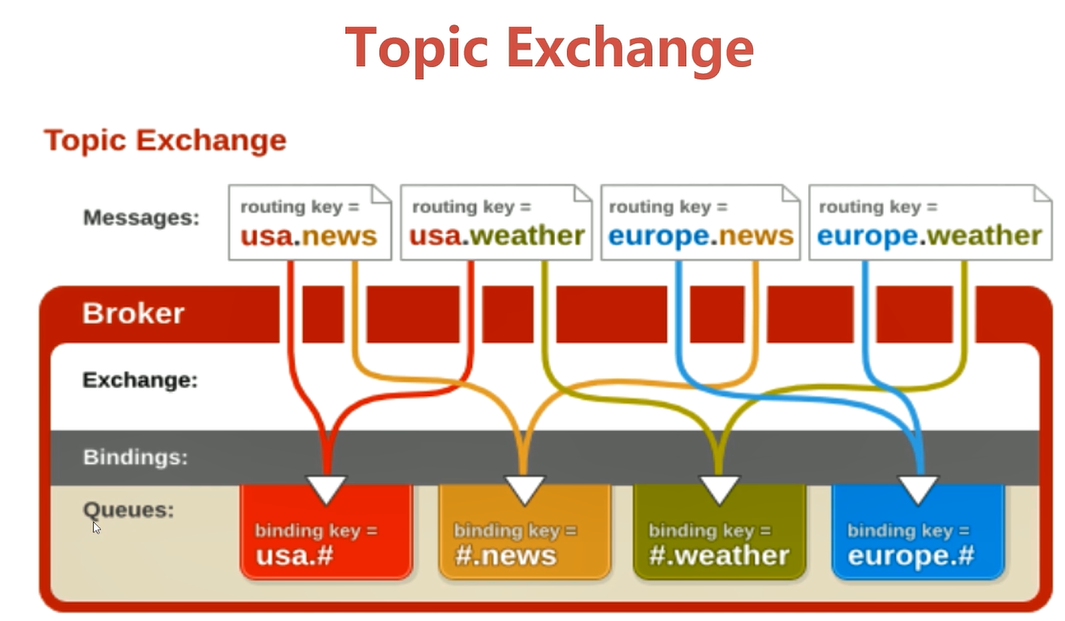 Topic Exchange
Topic Exchange
Messages:
routing key =
usa.news
routing key =
usa.weather
routing key =
europe.news
routing key =
europe.weather
Broker
Exchange:
Bindings:
Queues:
binding key =
usa.#
binding key =
#.news
binding key =
#.weather
binding key =
europe.#